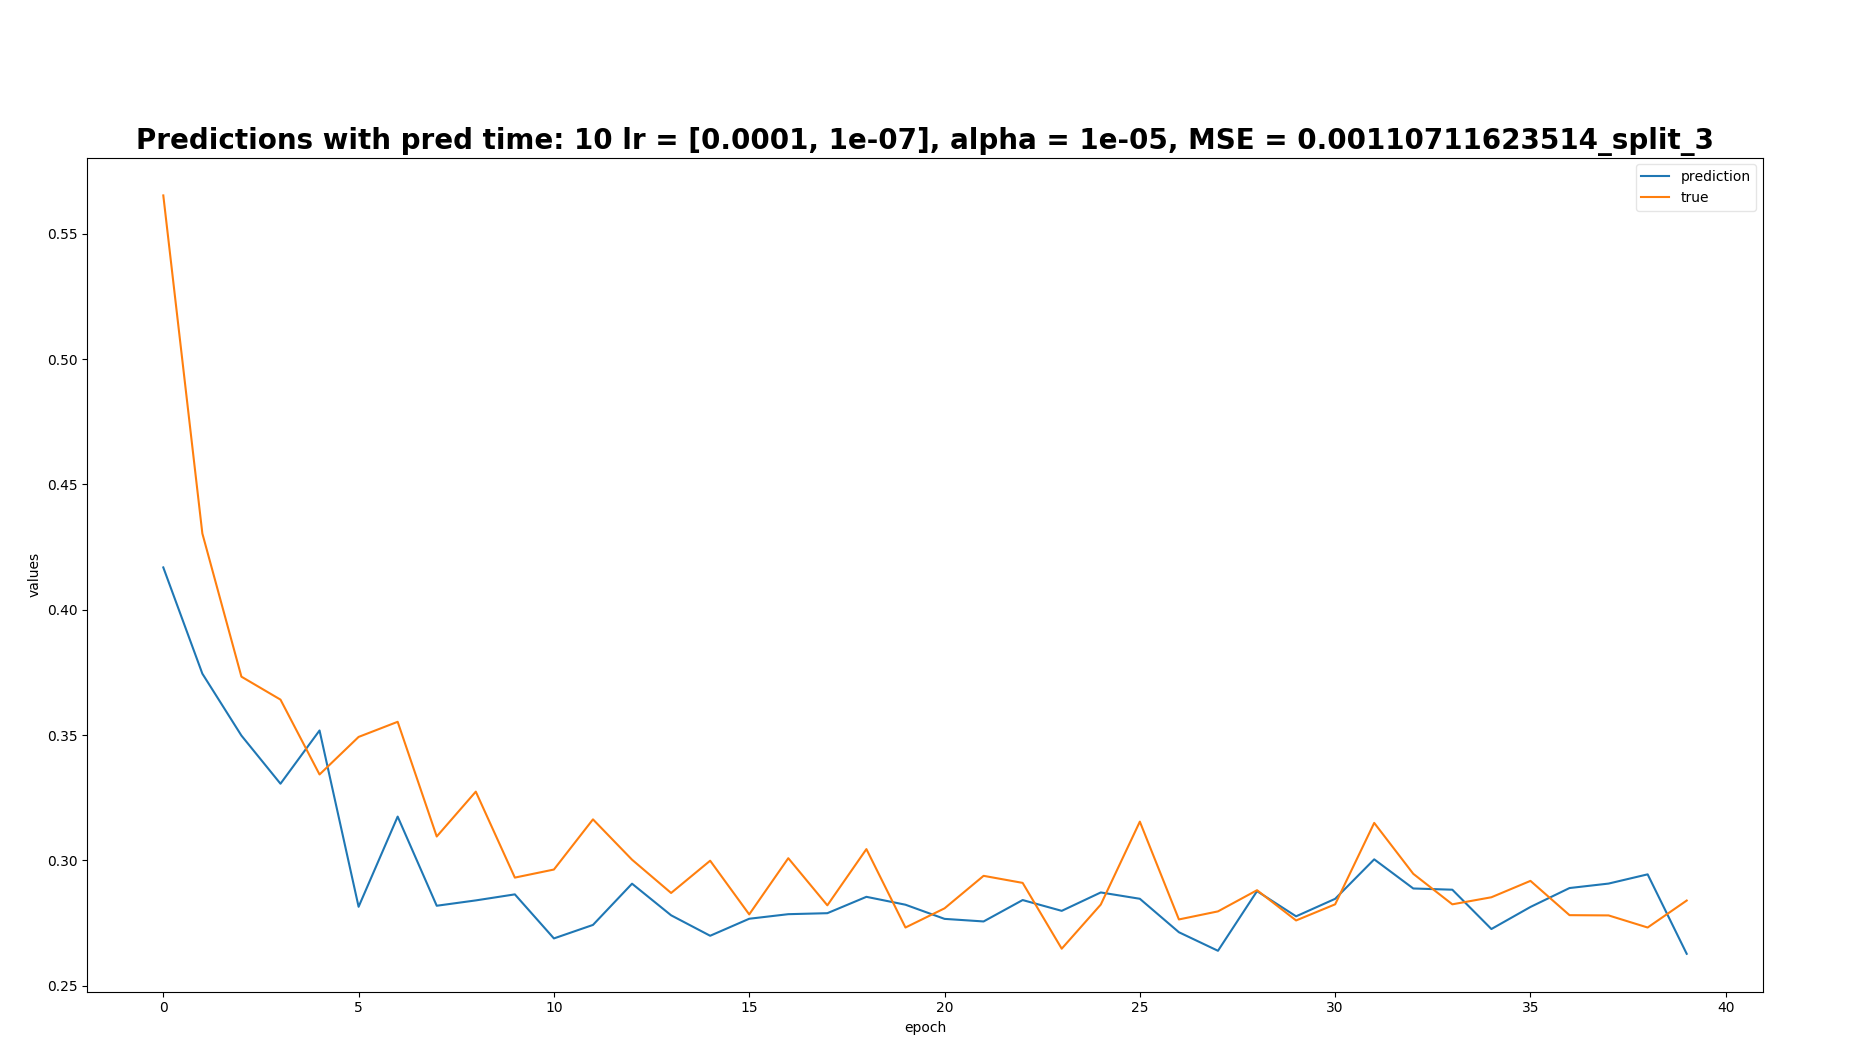 Predictions with pred time: 10 lr = [0.0001, 1e-07], alpha = 1e-05, MSE = 0.00110711623514_split_3
prediction
true
0.55
0.50
0.45
0.40
0.35
0.30
0.25
values
0 5 10 15 20 25 30 35 40
epoch